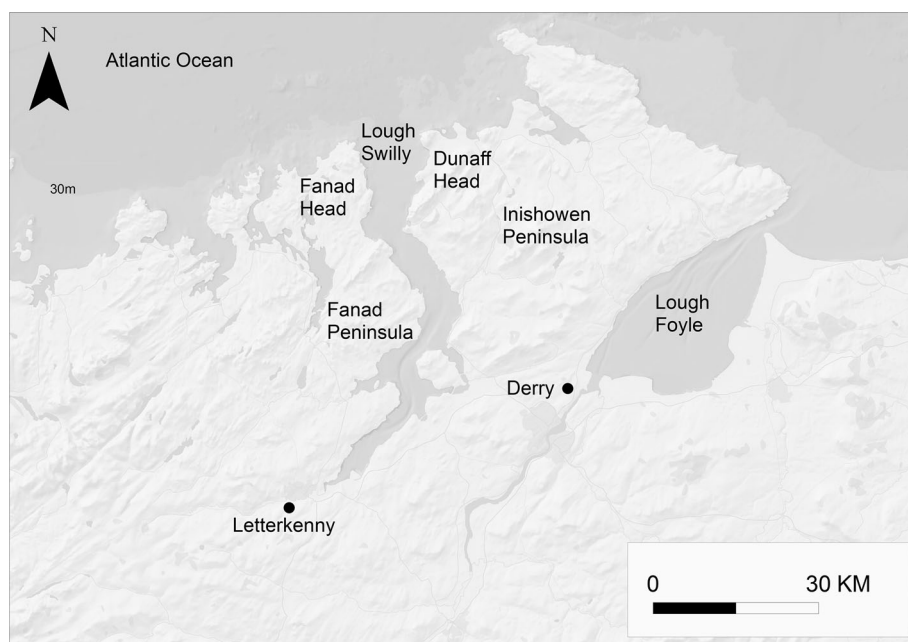 N
Atlantic Ocean
Lough
Swilly
Dunaff
Head
30m
Fanad
Head
Inishowen
Peninsula
Fanad
Peninsula
Lough
Foyle
Derry
Letterkenny
0 30 KM